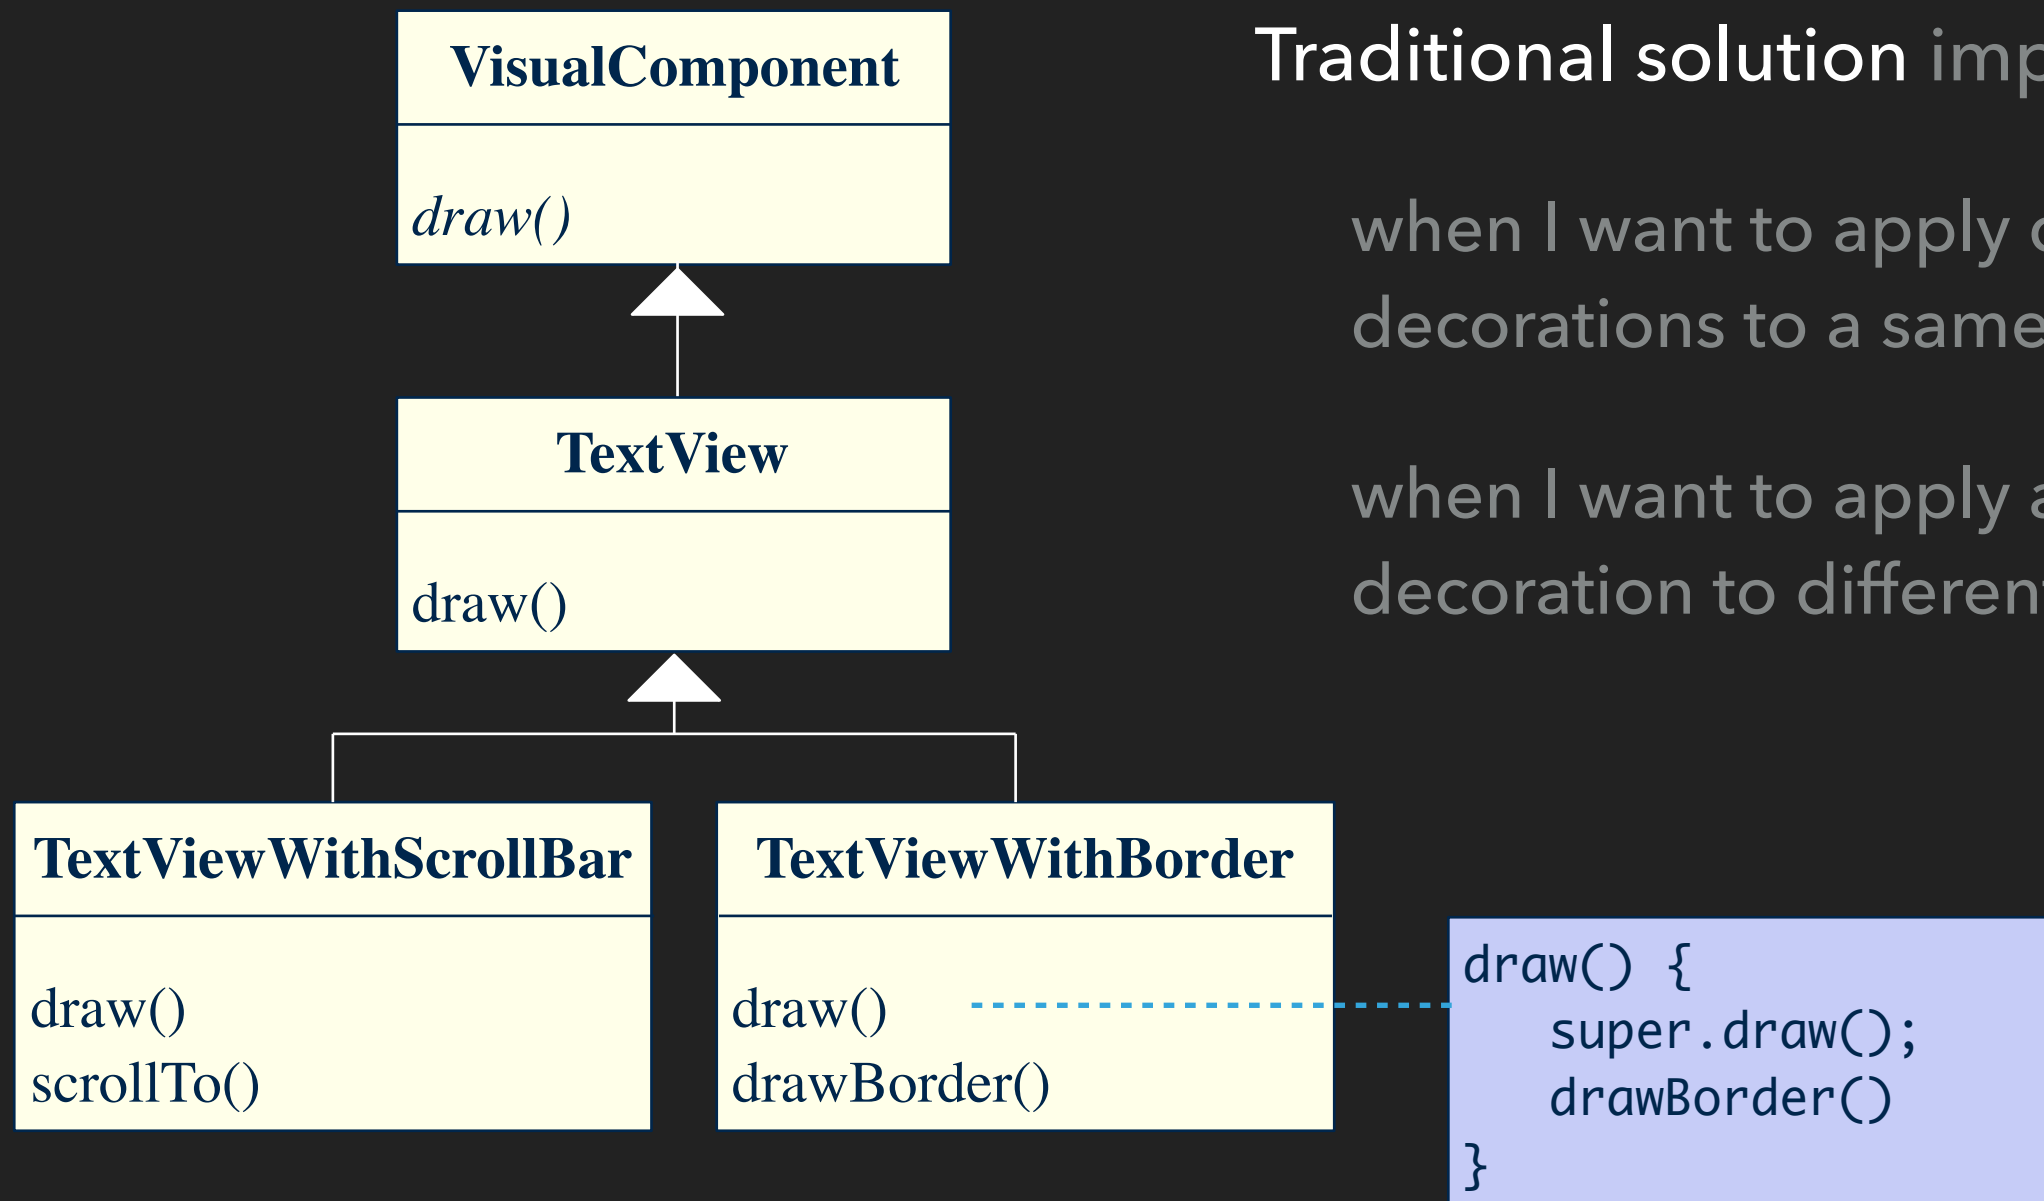 VisualComponent
draw()
TextView
draw()
TextViewWithScrollBar
draw()
scrollTo()
TextViewWithBorder
draw()
drawBorder()
Traditional solution
when I want to apply
decorations to a same
when I want to apply
decoration to different
draw() {
super.draw();
drawBorder()
}